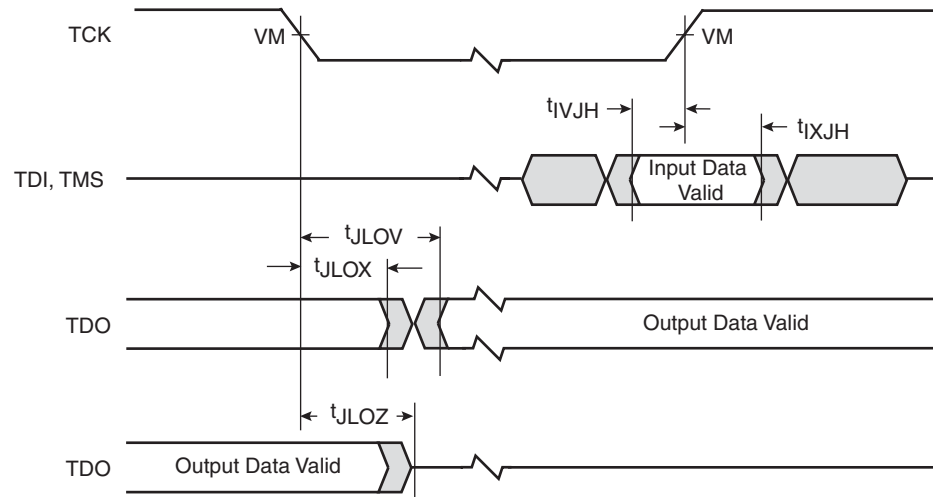 TCK
VM
VM
tIVJH
tIXJH
TDI, TMS
Input Data
Valid
tJLOV
tJLOX
TDO
Output Data Valid
tJLOZ
TDO
Output Data Valid